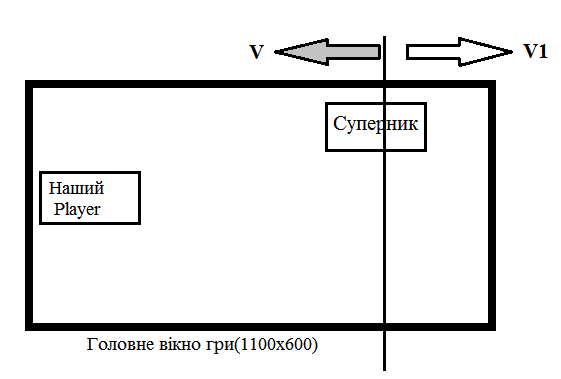 V
V1
Суперник
Наший
Player
Головне вікно гри(1100x600)